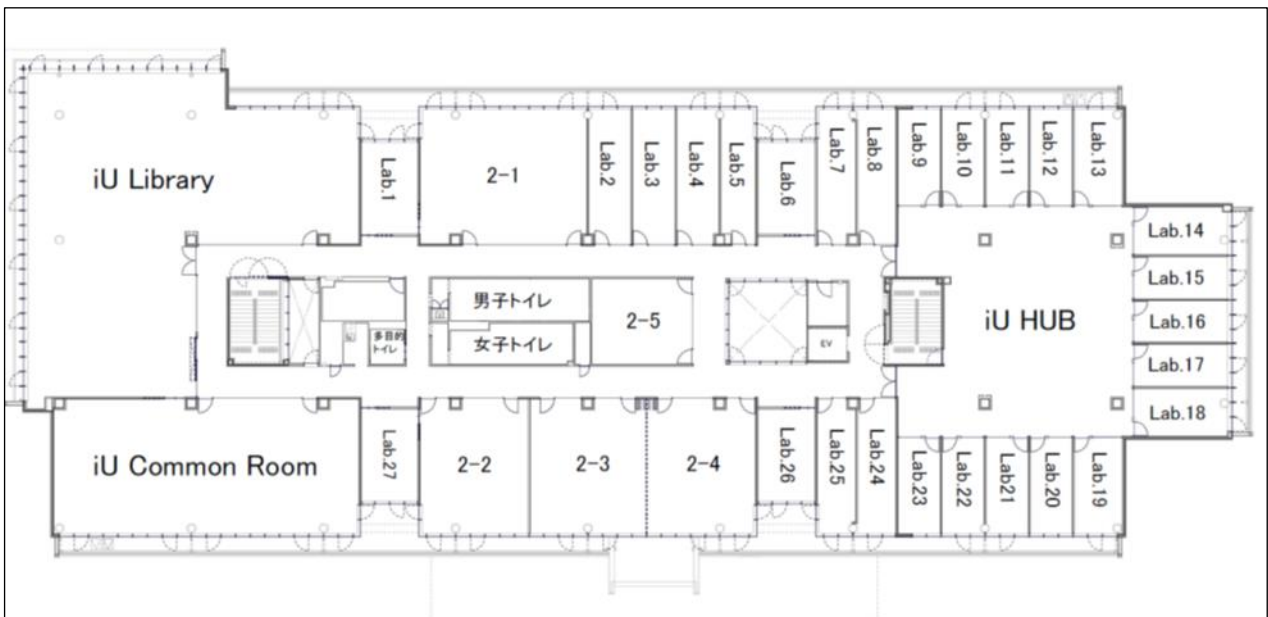 iU Library
Lab.1
2-1
Lab.2
Lab.3
Lab.4
Lab.5
Lab.6
Lab.7
Lab.8
Lab.9
Lab.10
Lab.11
Lab.12
Lab.13
Lab.14
Lab.15
Lab.16
Lab.17
Lab.18
iU HUB
男子トイレ
女子トイレ
多目的
トイレ
2-5
EV
iU Common Room
Lab.27
2-2
2-3
2-4
Lab.26
Lab.25
Lab.24
Lab.23
Lab.22
Lab21
Lab.20
Lab.19